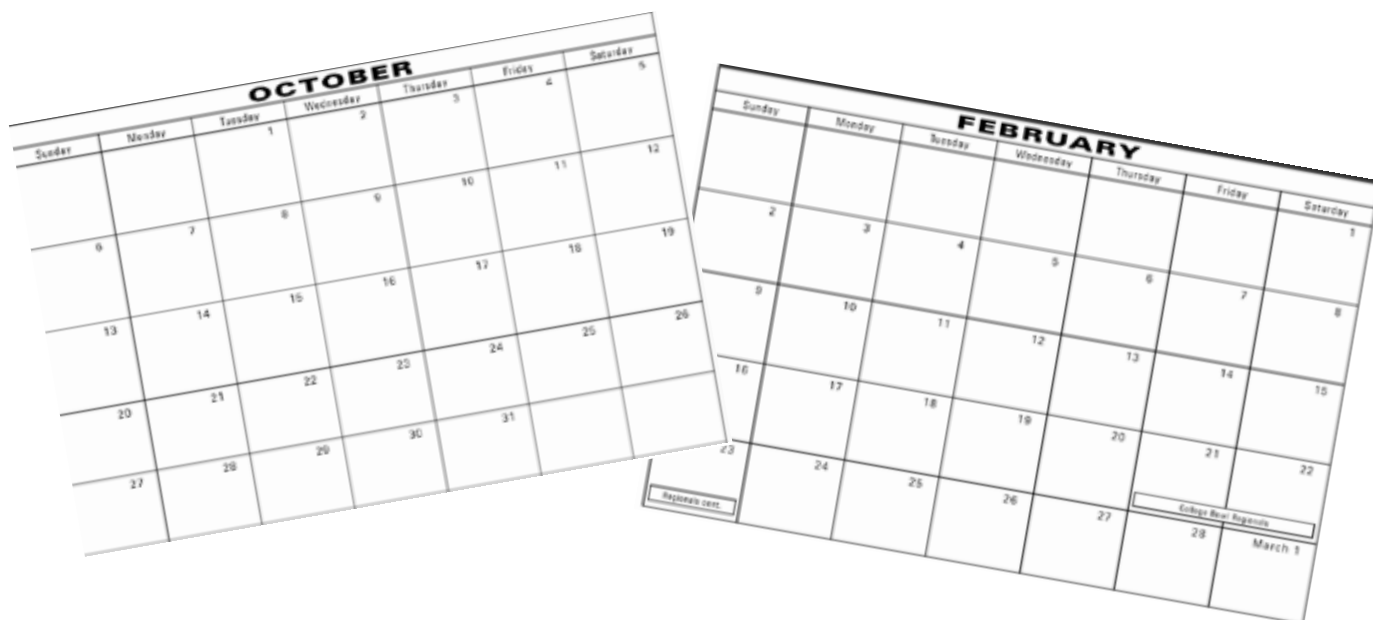 OCTOBER
Sunday Monday Tuesday Wednesday Thursday Friday Saturday
1 2 3 4 5
6 7 8 9 10 11 12
13 14 15 16 17 18 19
20 21 22 23 24 25 26
27 28 29 30 31
FEBRUARY
Sunday Monday Tuesday Wednesday Thursday Friday Saturday
1
2 3 4 5 6 7 8
9 10 11 12 13 14 15
16 17 18 19 20 21 22
College Bowl Regionals
23 24 25 26 27 28 March 1
Regionals cont.